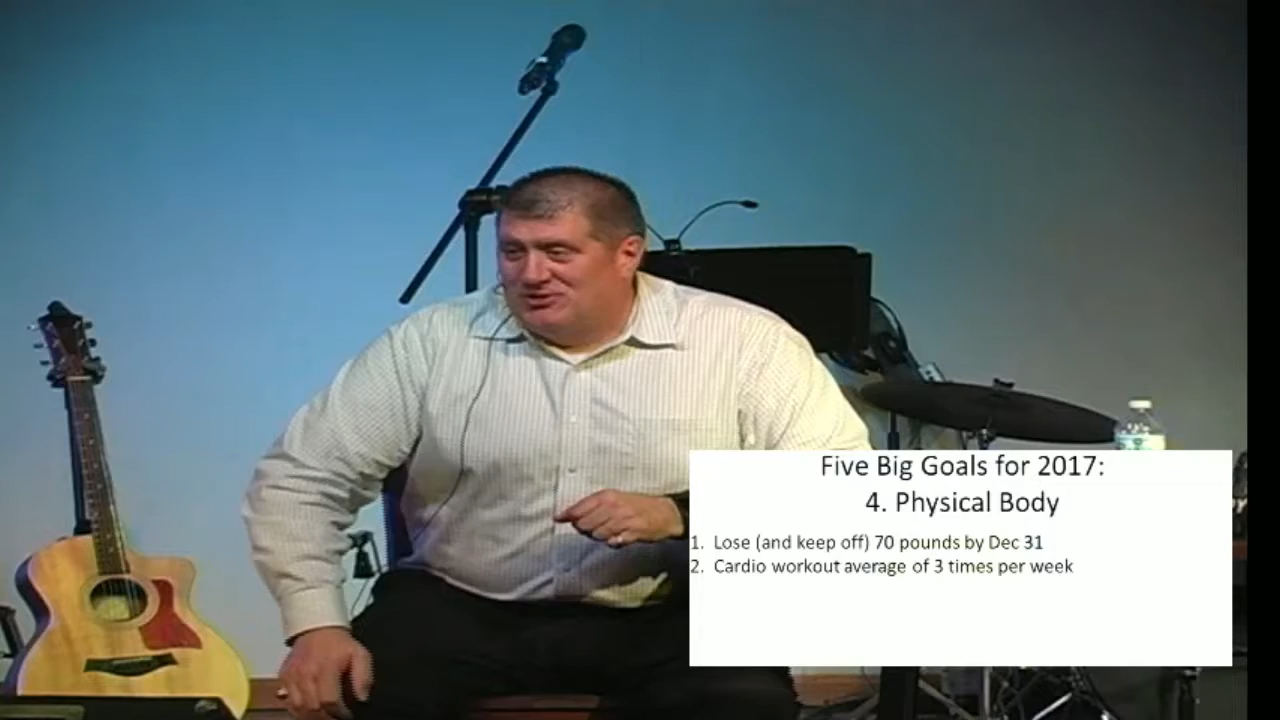 Five Big Goals for 2017:
4. Physical Body
1. Lose (and keep off) 70 pounds by Dec 31
2. Cardio workout average of 3 times per week